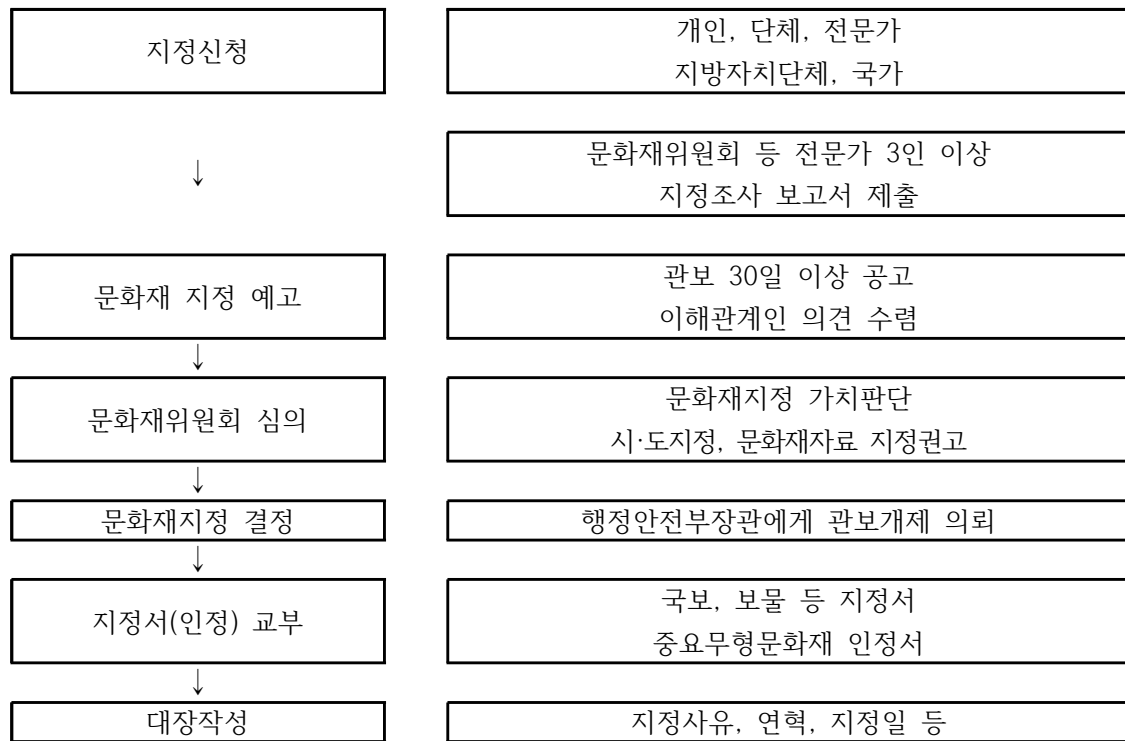 지정신청
개인, 단체, 전문가
지방자치단체, 국가
↓
문화재위원회 등 전문가 3인 이상
지정조사 보고서 제출
문화재 지정 예고
관보 30일 이상 공고
이해관계인 의견 수렴
↓
문화재위원회 심의
문화재지정 가치판단
시·도지정, 문화재자료 지정권고
↓
문화재지정 결정
행정안전부장관에게 관보개제 의뢰
↓
지정서(인정) 교부
국보, 보물 등 지정서
중요무형문화재 인정서
↓
대장작성
지정사유, 연혁, 지정일 등